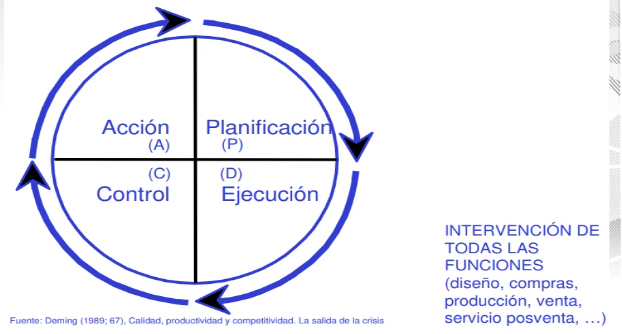 Acción
(A)
Planificación
(P)
(C)
Control
(D)
Ejecución
INTERVENCIÓN DE
TODAS LAS
FUNCIONES
(diseño, compras,
producción, venta,
servicio posventa, …)
Fuente: Deming (1989; 67), Calidad, productividad y competitividad. La salida de la crisis